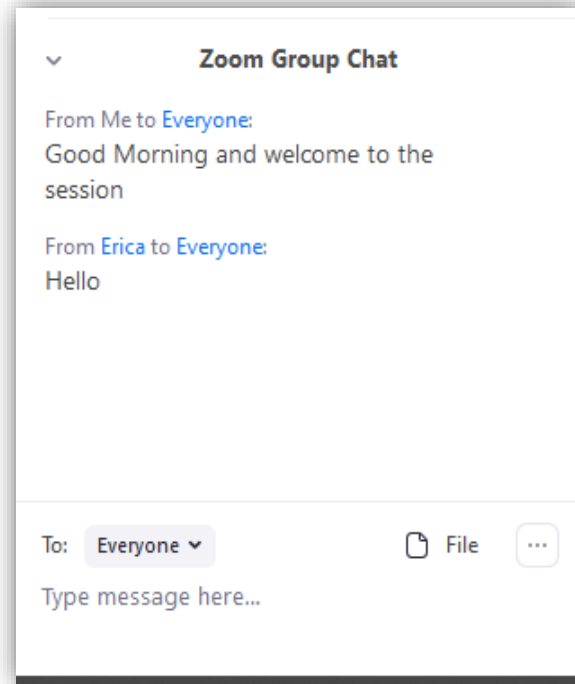 Zoom Group Chat
From Me to Everyone:
Good Morning and welcome to the
session
From Erica to Everyone:
Hello
To: Everyone File ...
Type message here...